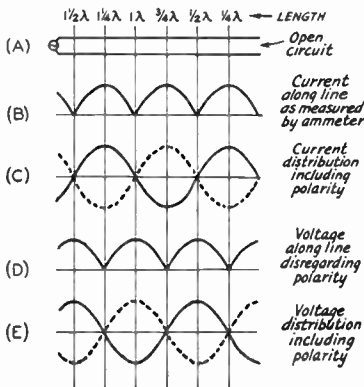 1½λ 1¼λ 1λ ¾λ ½λ ¼λ ← LENGTH
(A)
Open
circuit
(B)
Current
along line
as measured
by ammeter
(C)
Current
distribution
including
polarity
(D)
Voltage
along line
disregarding
polarity
(E)
Voltage
distribution
including
polarity